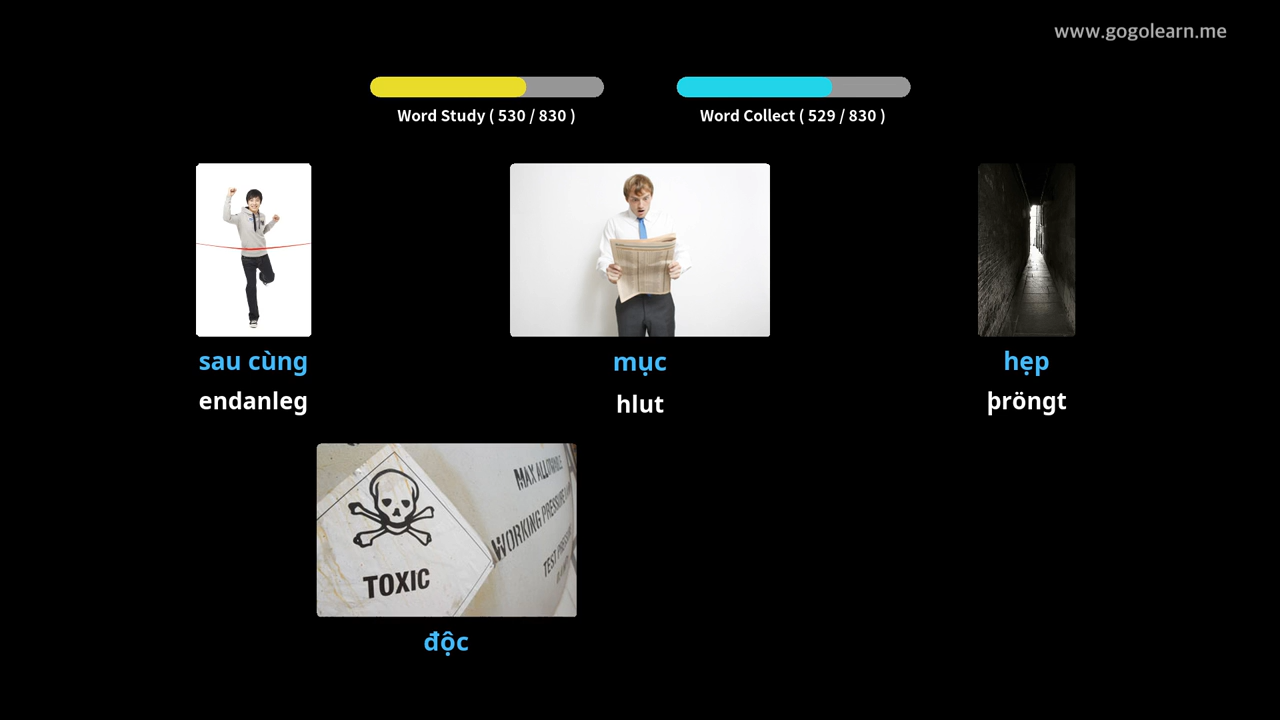 www.gogolearn.me
Word Study ( 530 / 830 )
Word Collect ( 529 / 830 )
sau cùng
endanleg
mục
hlut
hẹp
þröngt
MAX ALLOWABLE
WORKING PRESSURE
TEST PRESS
TOXIC
độc